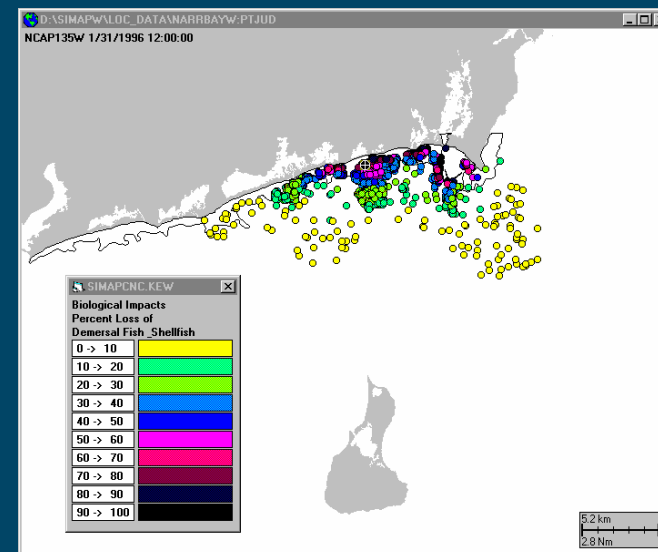 D:\SIMAPW\LOC_DATA\NARRBAYW:PTJUD
NCAP135W 1/31/1996 12:00:00
SIMAPCNC.KEW
Biological Impacts
Percent Loss of
Demersal Fish _Shellfish
0 -> 10
10 -> 20
20 -> 30
30 -> 40
40 -> 50
50 -> 60
60 -> 70
70 -> 80
80 -> 90
90 -> 100
5.2 km
2.8 Nm